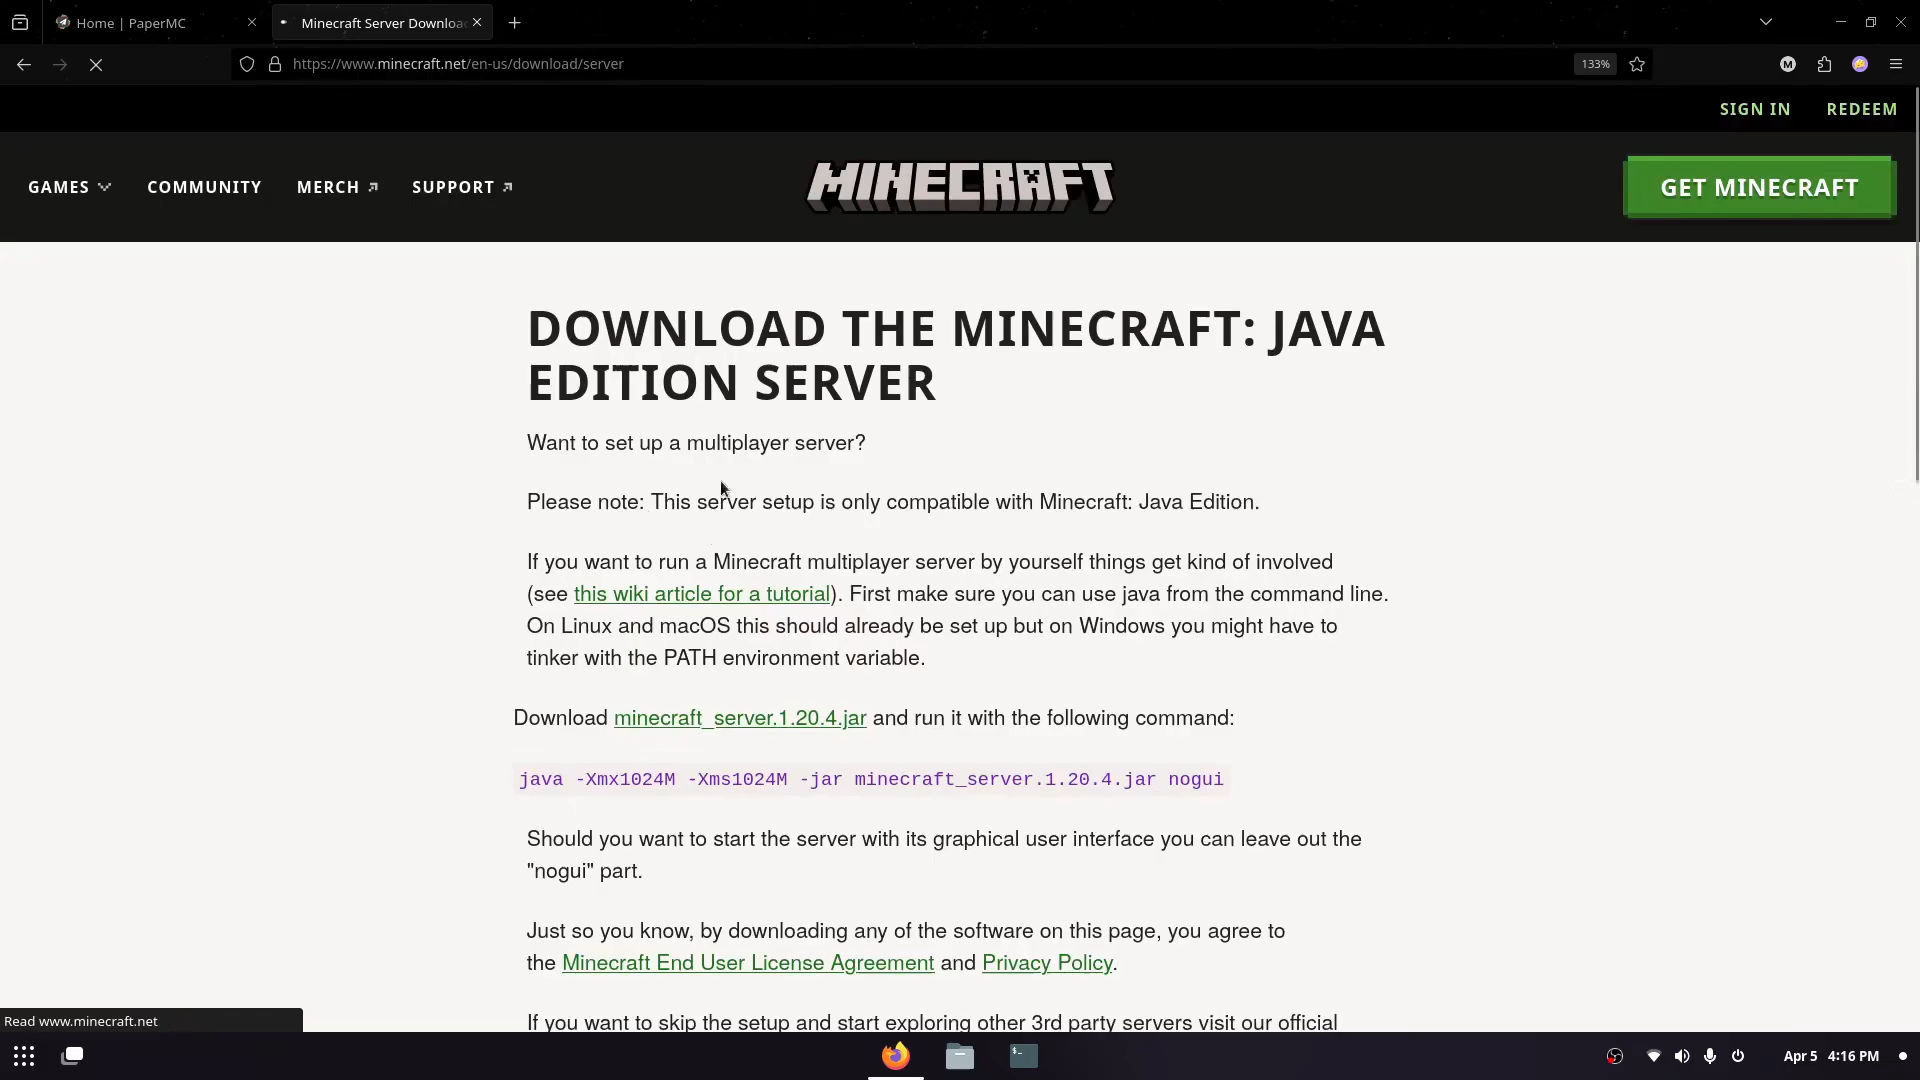 Home | PaperMC
Minecraft Server Downloa
https://www.minecraft.net/en-us/download/server
133%
M
SIGN IN
REDEEM
GAMES
COMMUNITY
MERCH
SUPPORT
MINECRAFT
GET MINECRAFT
DOWNLOAD THE MINECRAFT: JAVA
EDITION SERVER
Want to set up a multiplayer server?
Please note: This server setup is only compatible with Minecraft: Java Edition.
If you want to run a Minecraft multiplayer server by yourself things get kind of involved
(see this wiki article for a tutorial). First make sure you can use java from the command line.
On Linux and macOS this should already be set up but on Windows you might have to
tinker with the PATH environment variable.
Download minecraft_server.1.20.4.jar and run it with the following command:
java -Xmx1024M -Xms1024M -jar minecraft_server.1.20.4.jar nogui
Should you want to start the server with its graphical user interface you can leave out the
"nogui" part.
Just so you know, by downloading any of the software on this page, you agree to
the Minecraft End User License Agreement and Privacy Policy.
If you want to skip the setup and start exploring other 3rd party servers visit our official
Read www.minecraft.net
Apr 5 4:16 PM